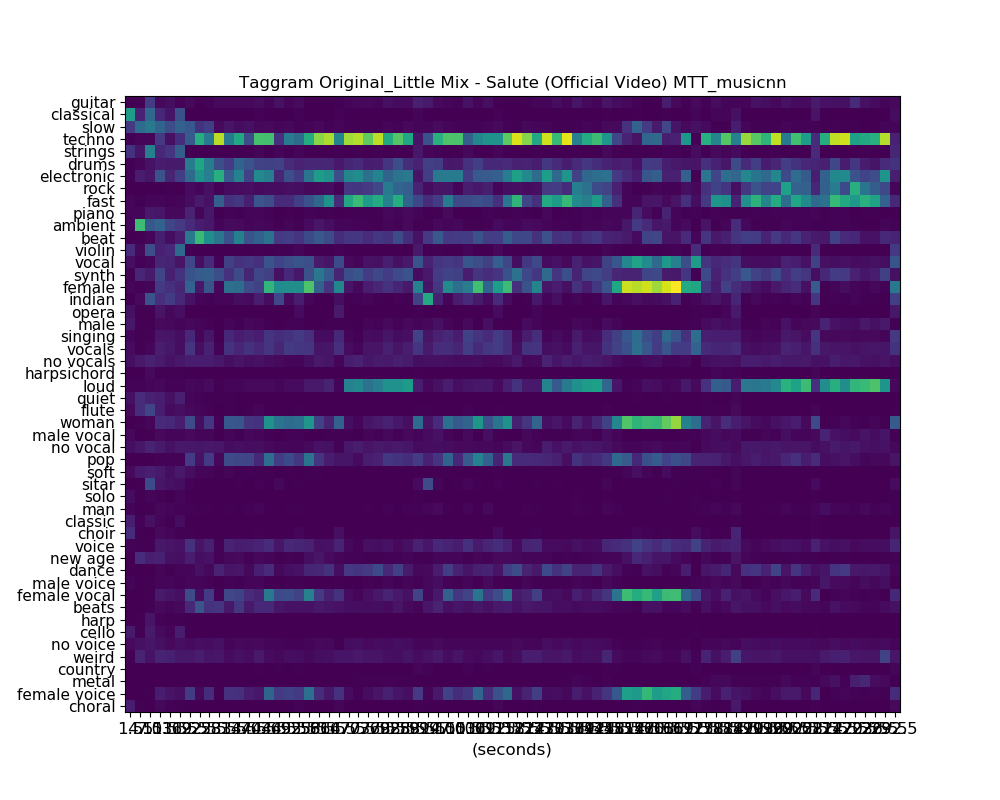 Taggram Original_Little Mix - Salute (Official Video) MTT_musicnn
guitar
classical
slow
techno
strings
drums
electronic
rock
fast
piano
ambient
beat
violin
vocal
synth
female
indian
opera
male
singing
vocals
no vocals
harpsichord
loud
quiet
flute
woman
male vocal
no vocal
pop
soft
sitar
solo
man
classic
choir
voice
new age
dance
male voice
female vocal
beats
harp
cello
no voice
weird
country
metal
female voice
choral
(seconds)